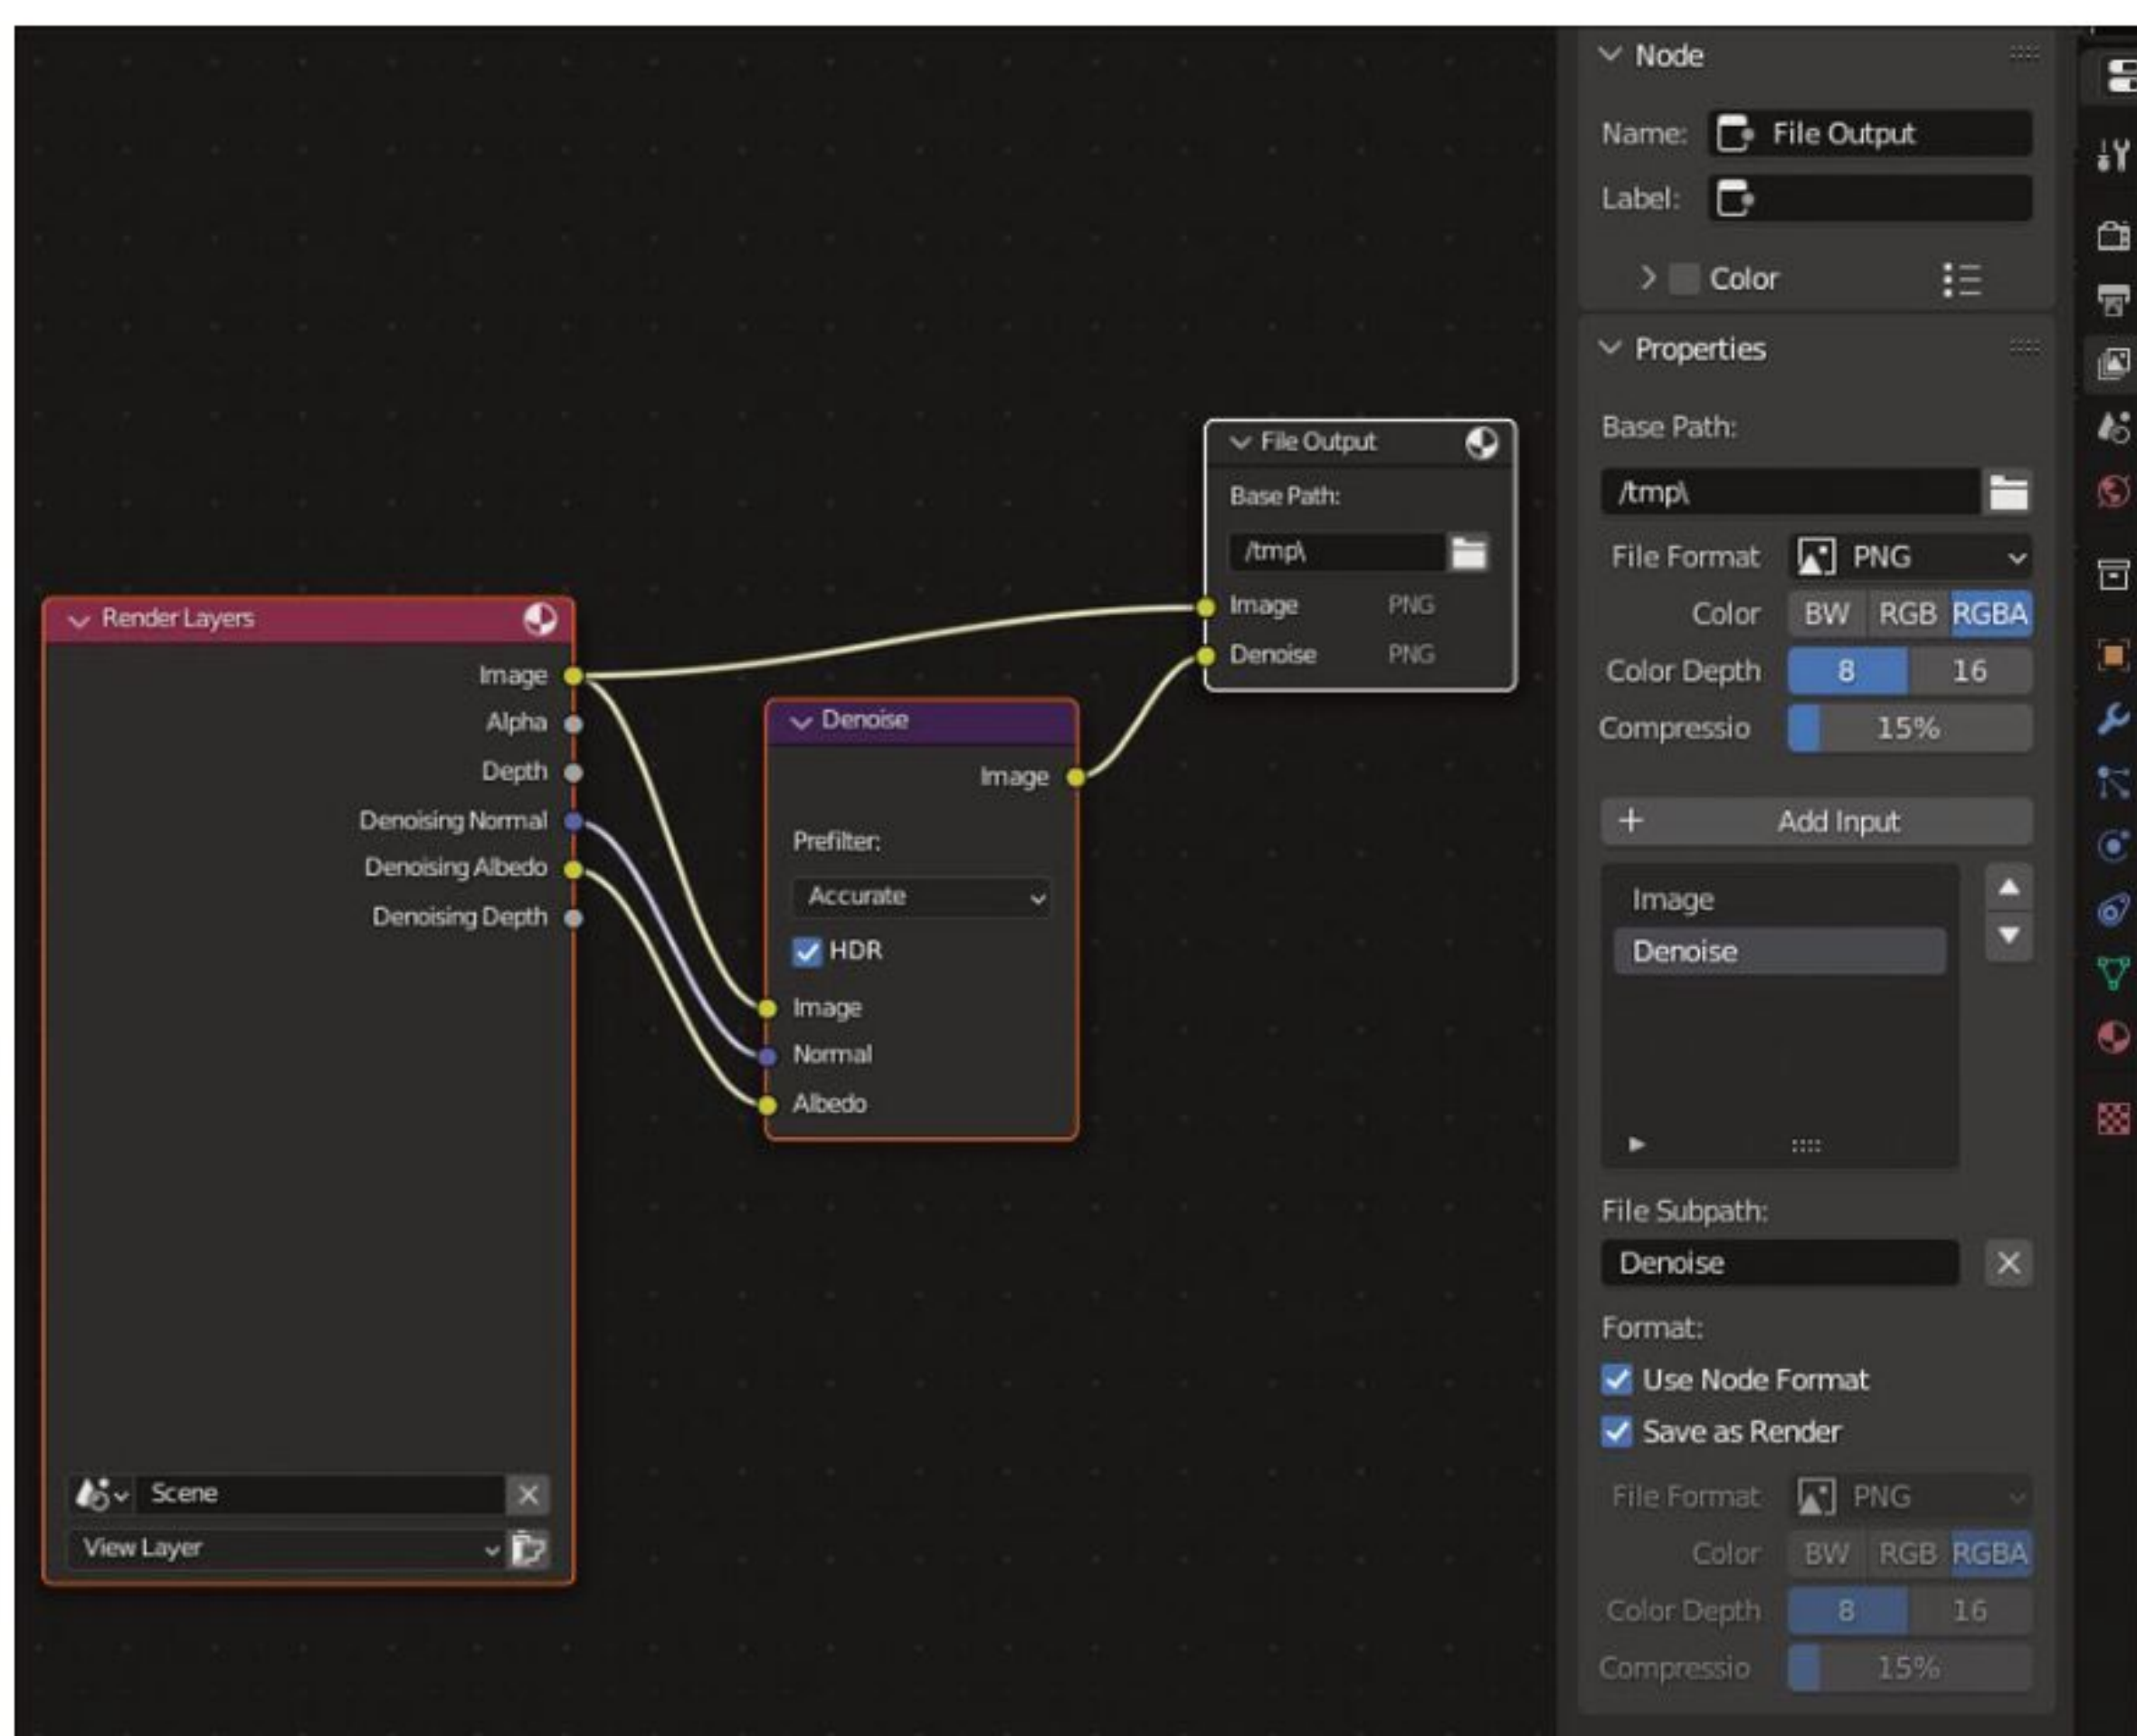 Render Layers
Image
Alpha
Depth
Denoising Normal
Denoising Albedo
Denoising Depth
Scene
View Layer
Denoise
Image
Prefilter:
Accurate
HDR
Image
Normal
Albedo
File Output
Base Path:
/tmp\
Image PNG
Denoise PNG
Node
Name: File Output
Label:
Color
Properties
Base Path:
/tmp\
File Format PNG
Color BW RGB RGBA
Color Depth 8 16
Compressio 15%
+ Add Input
Image
Denoise
File Subpath:
Denoise
Format:
Use Node Format
Save as Render
File Format PNG
Color BW RGB RGBA
Color Depth 8 16
Compressio 15%